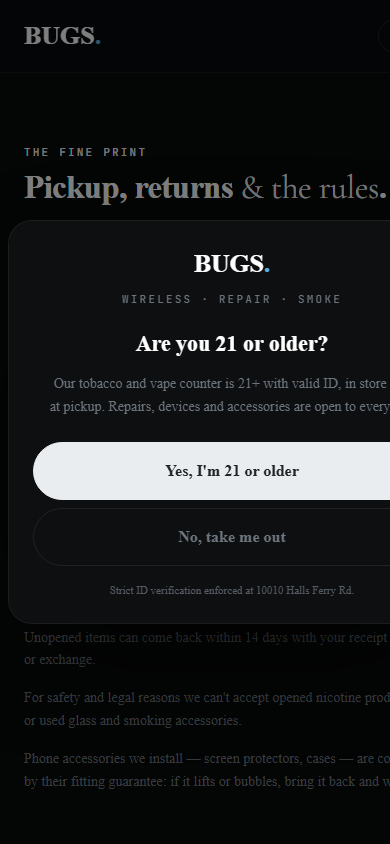 BUGS.
THE FINE PRINT
Pickup, returns & the rules.
BUGS.
WIRELESS · REPAIR · SMOKE
Are you 21 or older?
Our tobacco and vape counter is 21+ with valid ID, in store
at pickup. Repairs, devices and accessories are open to every
Yes, I'm 21 or older
No, take me out
Strict ID verification enforced at 10010 Halls Ferry Rd.
Unopened items can come back within 14 days with your receipt
or exchange.
For safety and legal reasons we can't accept opened nicotine prod
or used glass and smoking accessories.
Phone accessories we install — screen protectors, cases — are co
by their fitting guarantee: if it lifts or bubbles, bring it back and w